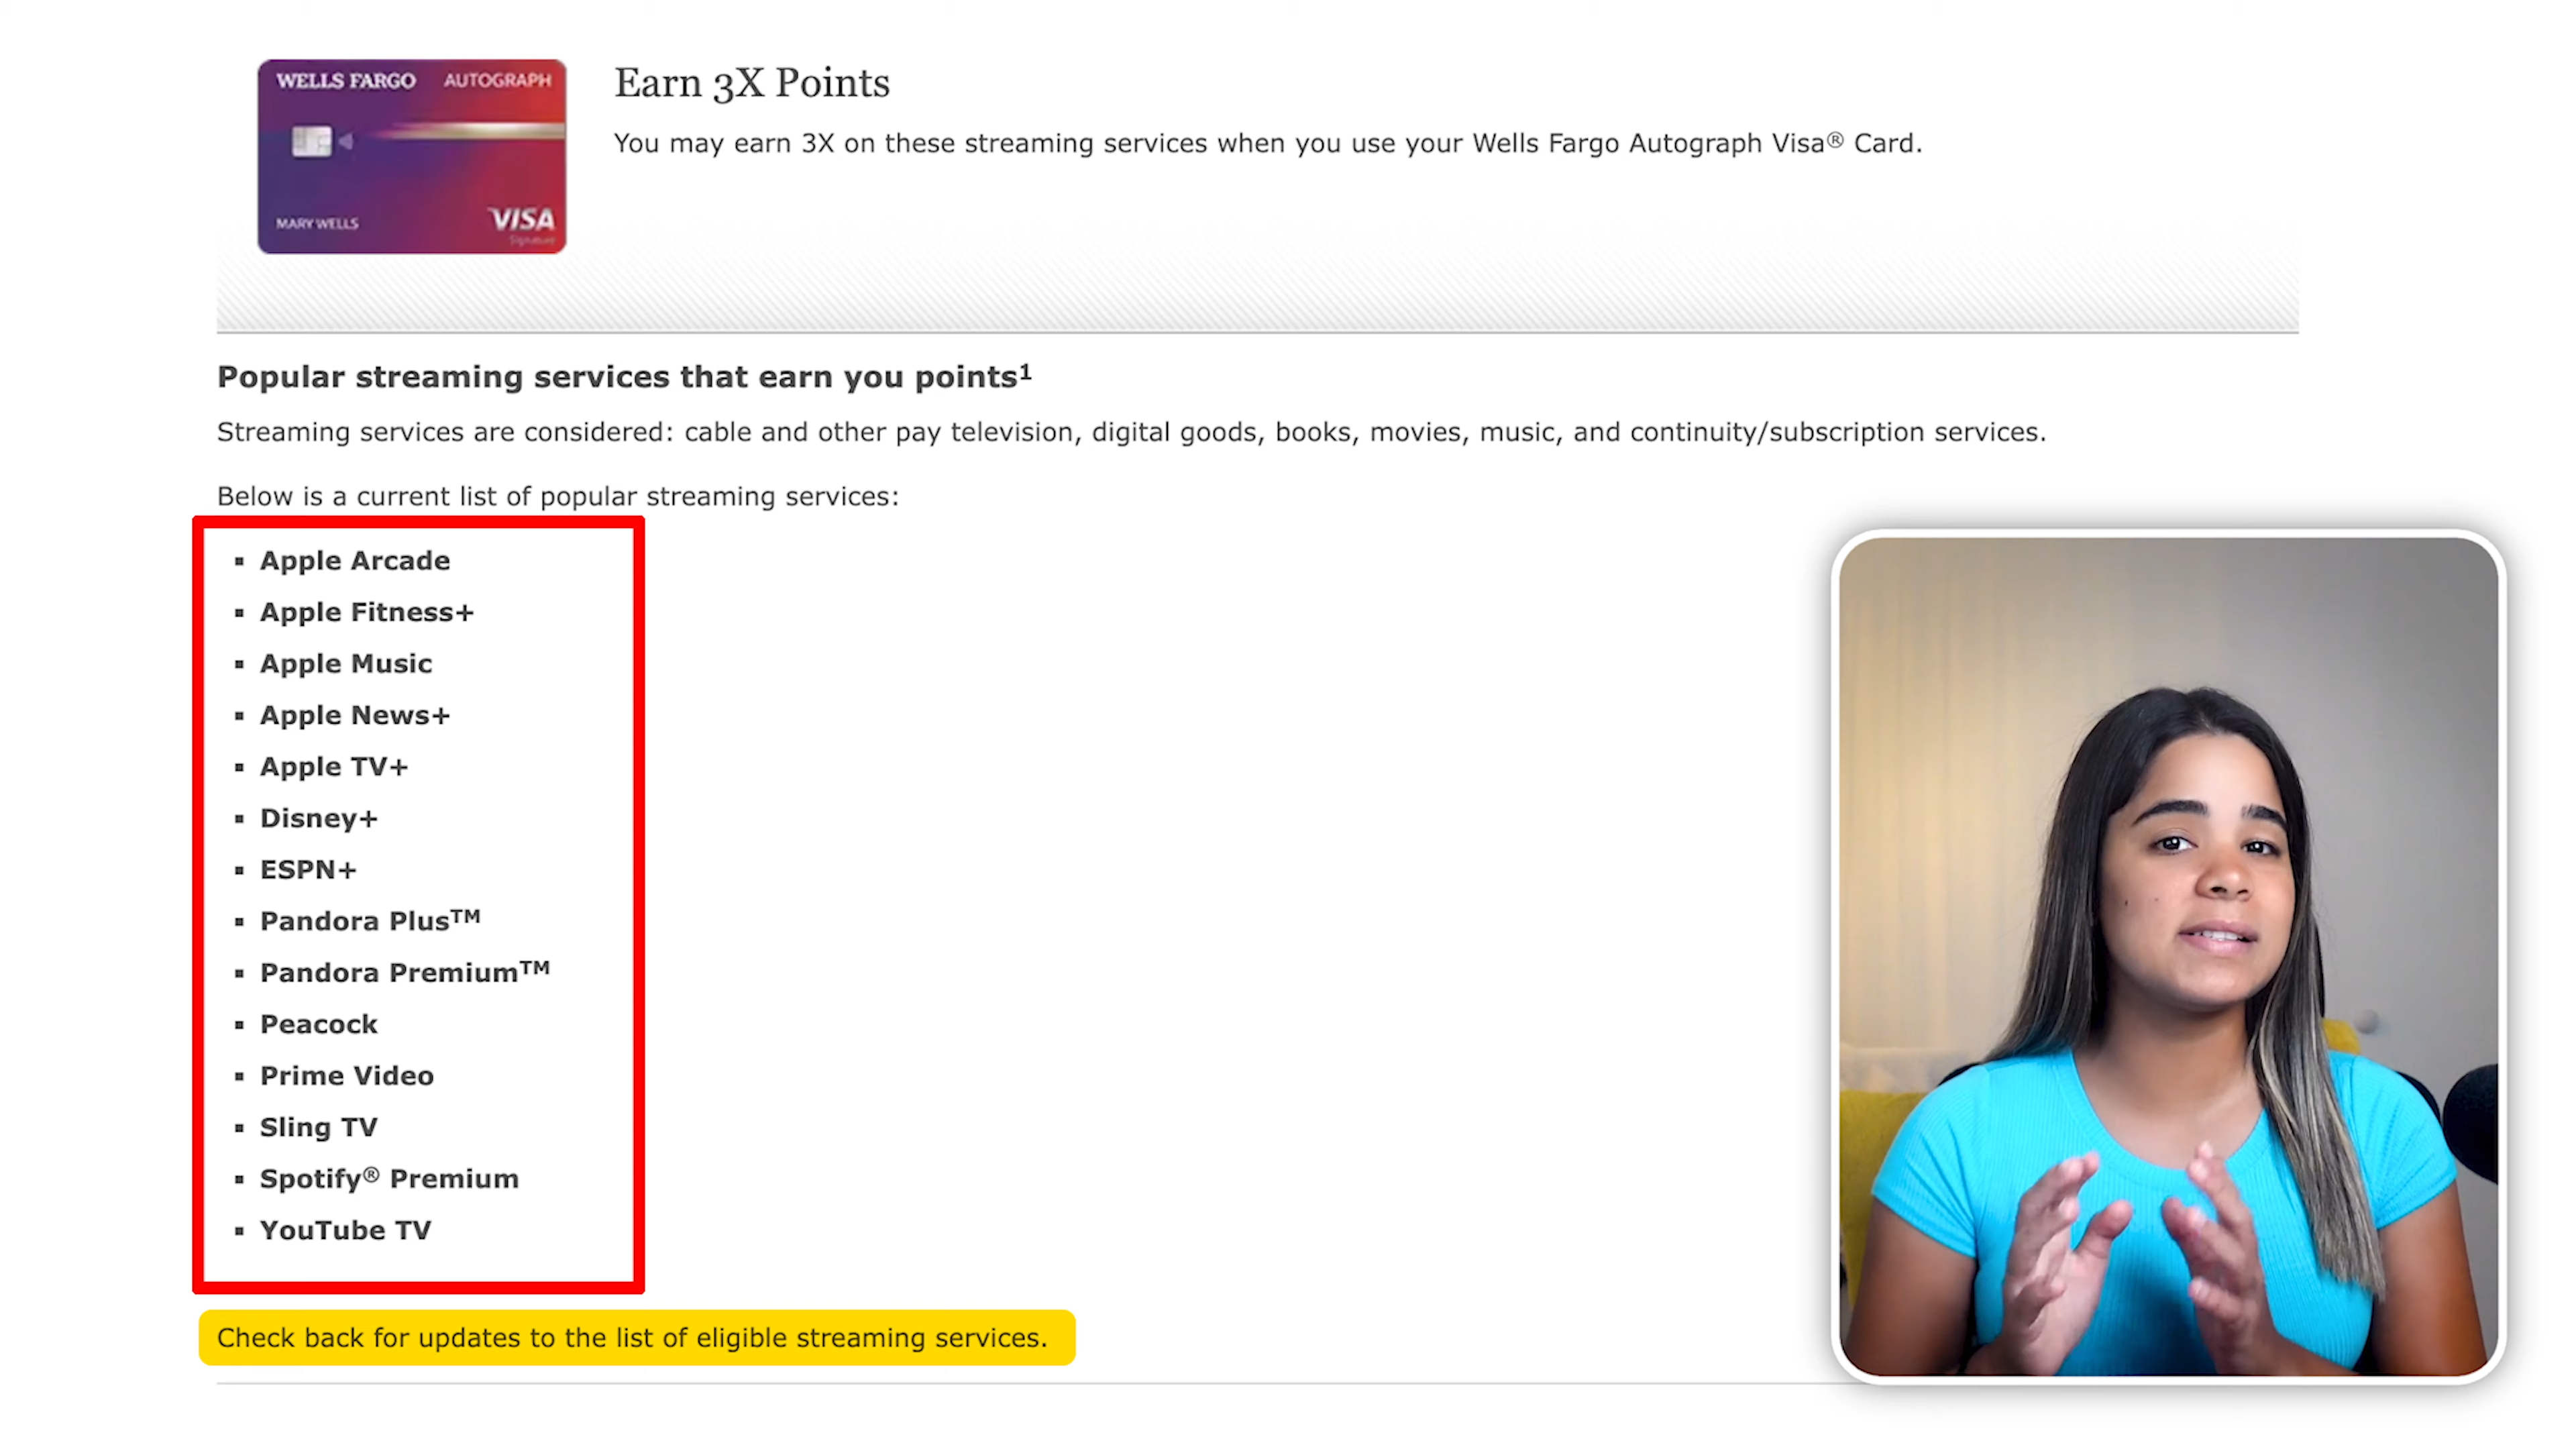 WELLS FARGO AUTOGRAPH
MARY WELLS
VISA
Signature
Earn 3X Points
You may earn 3X on these streaming services when you use your Wells Fargo Autograph Visa® Card.
Popular streaming services that earn you points¹
Streaming services are considered: cable and other pay television, digital goods, books, movies, music, and continuity/subscription services.
Below is a current list of popular streaming services:
▪ Apple Arcade
▪ Apple Fitness+
▪ Apple Music
▪ Apple News+
▪ Apple TV+
▪ Disney+
▪ ESPN+
▪ Pandora Plus™
▪ Pandora Premium™
▪ Peacock
▪ Prime Video
▪ Sling TV
▪ Spotify® Premium
▪ YouTube TV
Check back for updates to the list of eligible streaming services.